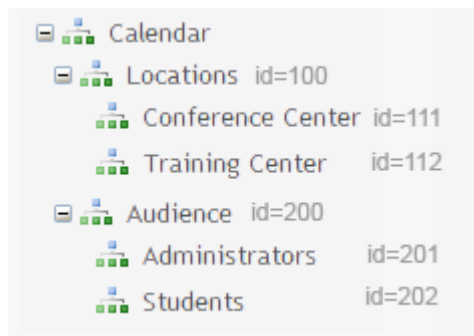 Calendar
Locations id=100
Conference Center id=111
Training Center id=112
Audience id=200
Administrators id=201
Students id=202